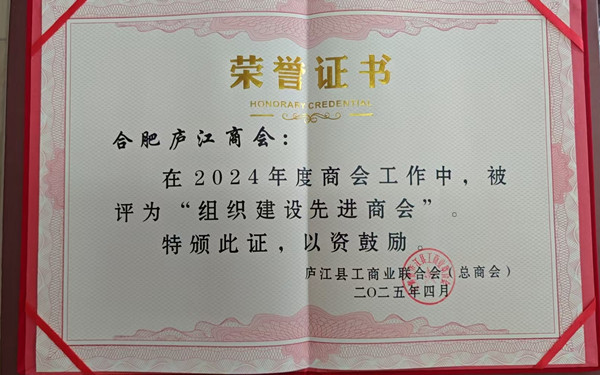 荣誉证书
HONORARY CREDENTIAL
合肥庐江商会：
在2024年度商会工作中，被
评为“组织建设先进商会”。
特颁此证，以资鼓励。
庐江县工商业联合会（总商会）
二〇二五年四月